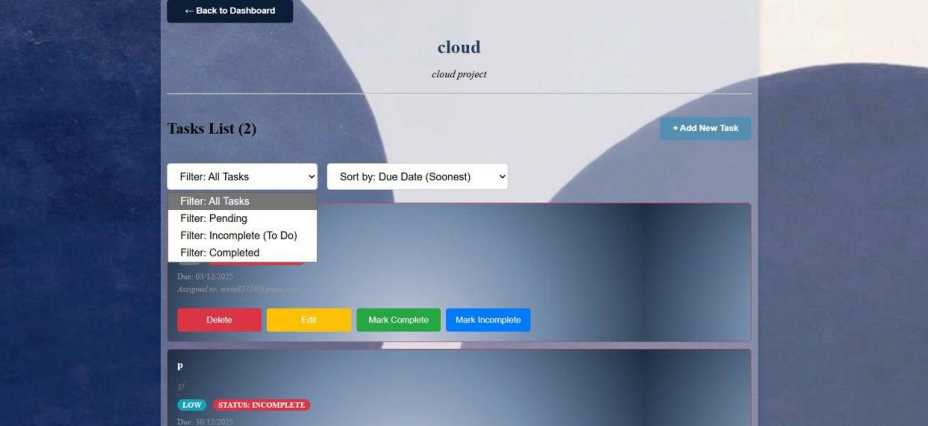 ← Back to Dashboard
cloud
cloud project
Tasks List (2)
+ Add New Task
Filter: All Tasks
Sort by: Due Date (Soonest)
Filter: All Tasks
Filter: Pending
Filter: Incomplete (To Do)
Filter: Completed
Due: 03/12/2025
Assigned to:
Delete
Edit
Mark Complete
Mark Incomplete
p
gf
LOW
STATUS: INCOMPLETE
Due: 30/12/2025